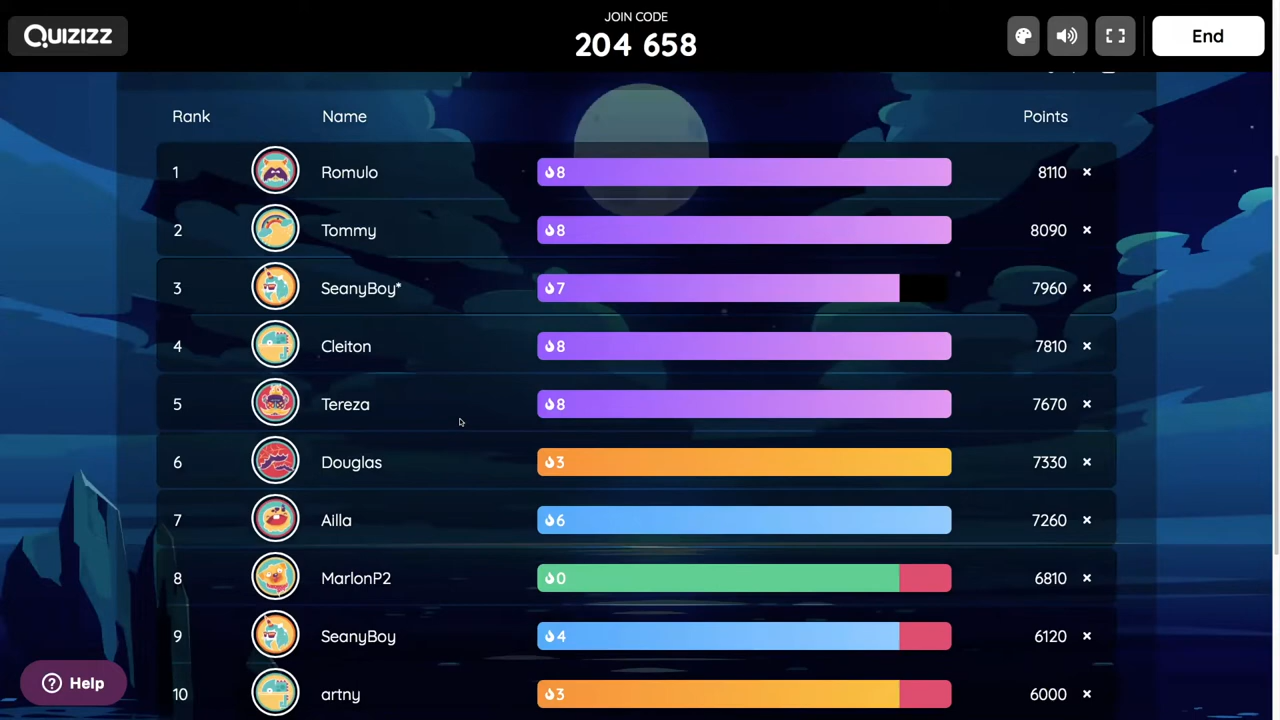 QUIZIZZ
JOIN CODE
204 658
End
Rank Name Points
1 Romulo 8 8110 ×
2 Tommy 8 8090 ×
3 SeanyBoy* 7 7960 ×
4 Cleiton 8 7810 ×
5 Tereza 8 7670 ×
6 Douglas 3 7330 ×
7 Ailla 6 7260 ×
8 MarlonP2 0 6810 ×
9 SeanyBoy 4 6120 ×
10 artny 3 6000 ×
? Help